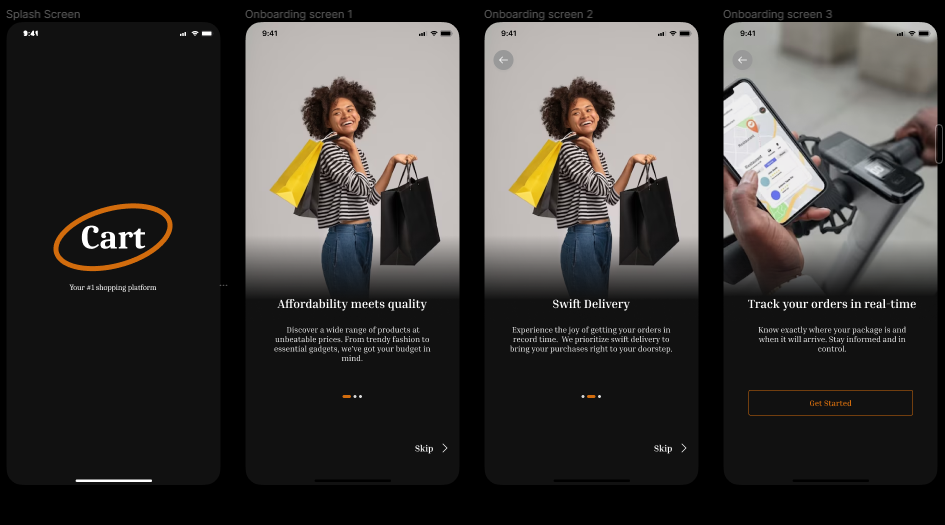 Splash Screen
9:41
Cart
Your #1 shopping platform
Onboarding screen 1
9:41
Affordability meets quality
Discover a wide range of products at
unbeatable prices. From trendy fashion to
essential gadgets, we've got your budget in
mind.
Skip
Onboarding screen 2
9:41
Swift Delivery
Experience the joy of getting your orders in
record time. We prioritize swift delivery to
bring your purchases right to your doorstep.
Skip
Onboarding screen 3
9:41
Track your orders in real-time
Know exactly where your package is and
when it will arrive. Stay informed and in
control.
Get Started